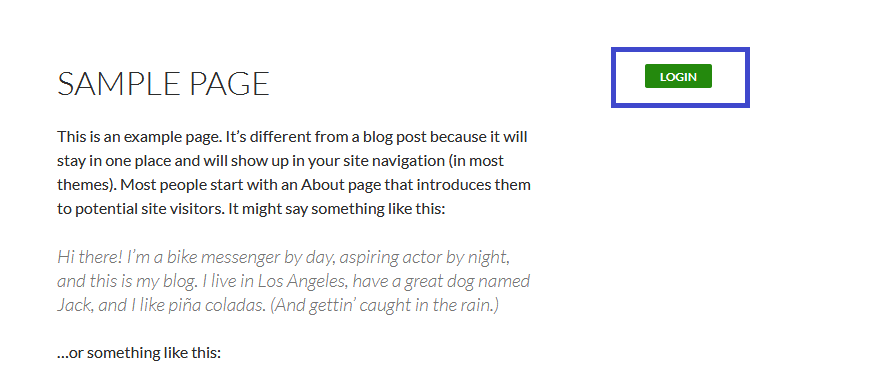 SAMPLE PAGE
LOGIN
This is an example page. It’s different from a blog post because it will
stay in one place and will show up in your site navigation (in most
themes). Most people start with an About page that introduces them
to potential site visitors. It might say something like this:
Hi there! I’m a bike messenger by day, aspiring actor by night,
and this is my blog. I live in Los Angeles, have a great dog named
Jack, and I like piña coladas. (And gettin’ caught in the rain.)
…or something like this: